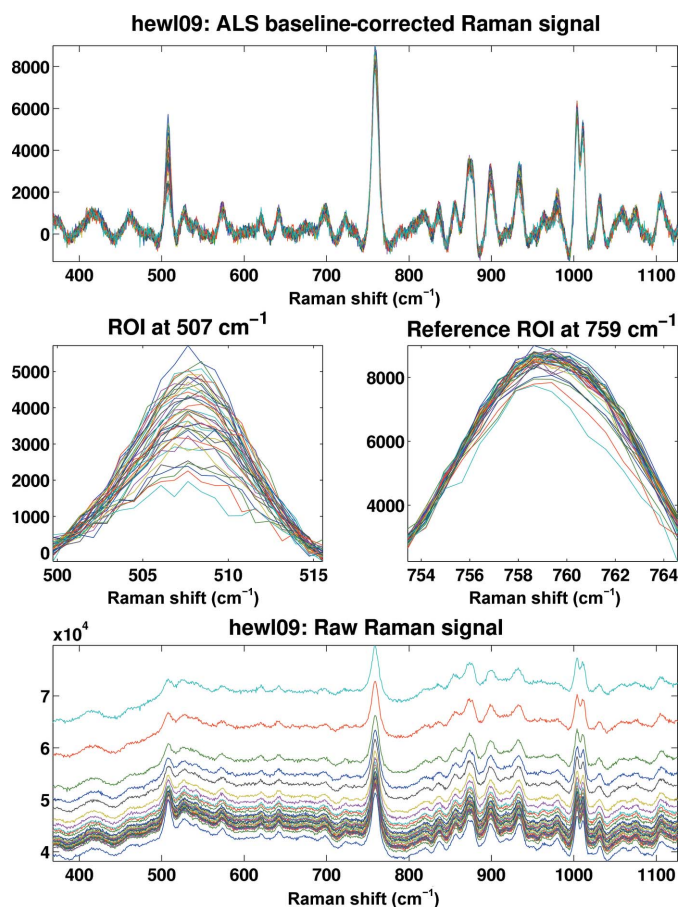 hewl09: ALS baseline-corrected Raman signal
8000
6000
4000
2000
0
400 500 600 700 800 900 1000 1100
Raman shift (cm⁻¹)
ROI at 507 cm⁻¹
5000
4000
3000
2000
1000
0
500 505 510 515
Raman shift (cm⁻¹)
Reference ROI at 759 cm⁻¹
8000
6000
4000
754 756 758 760 762 764
Raman shift (cm⁻¹)
hewl09: Raw Raman signal
x10⁴
7
6
5
4
400 500 600 700 800 900 1000 1100
Raman shift (cm⁻¹)